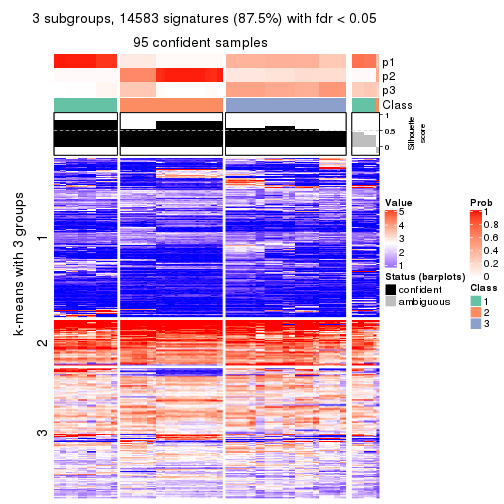 3 subgroups, 14583 signatures (87.5%) with fdr < 0.05
95 confident samples
p1
p2
p3
Class
1
0.5
0
Silhouette
score
k-means with 3 groups
1
2
3
Value
5
4
3
2
1
Status (barplots)
confident
ambiguous
Prob
1
0.8
0.6
0.4
0.2
0
Class
1
2
3